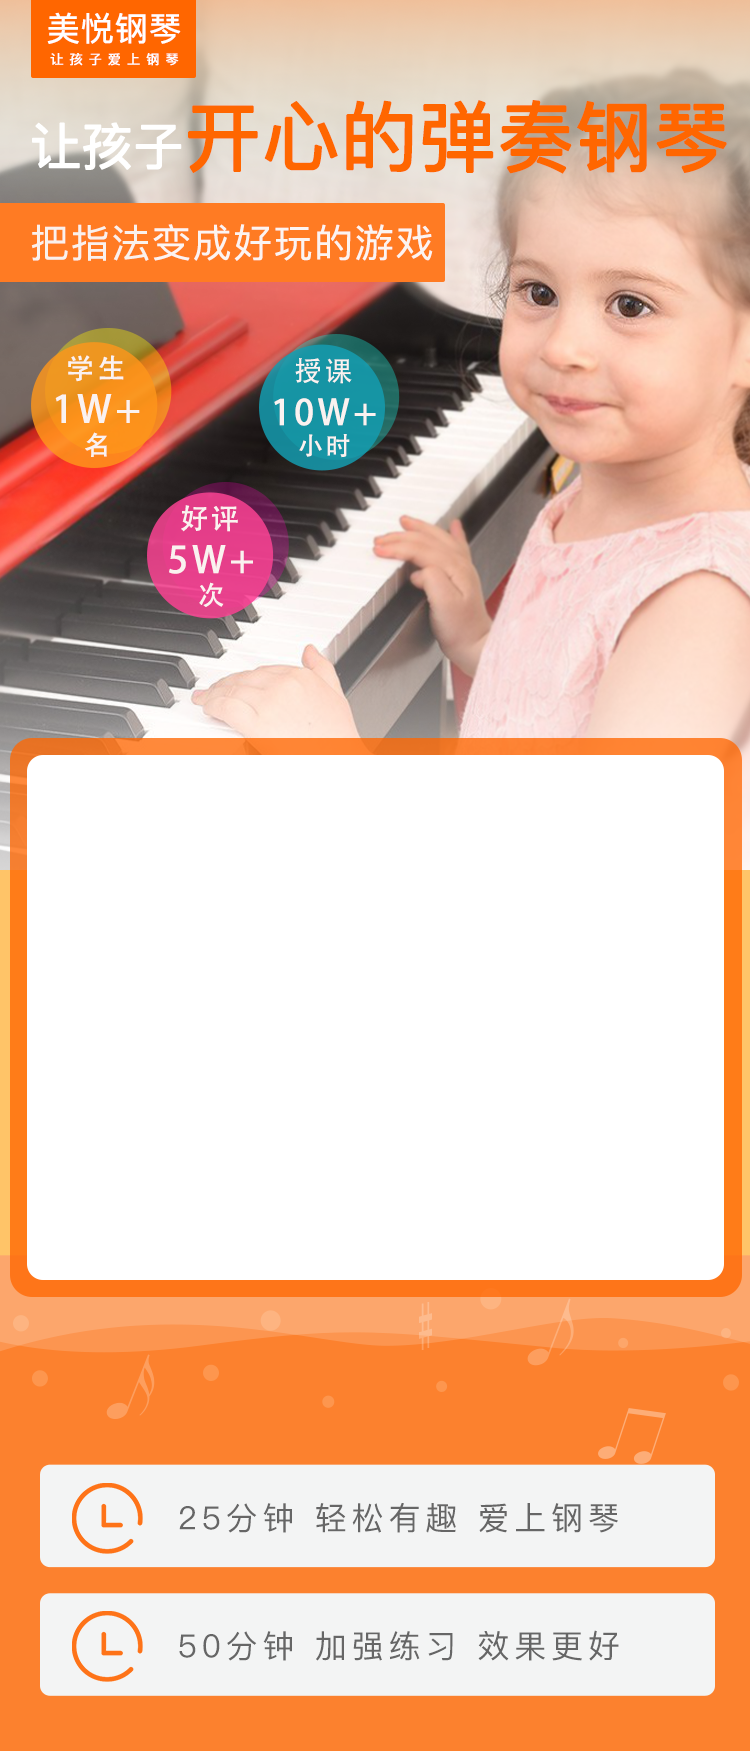 美悦钢琴
让孩子爱上钢琴
让孩子开心的弹奏钢琴
把指法变成好玩的游戏
学生
1W+
名
授课
10W+
小时
好评
5W+
次
25分钟 轻松有趣 爱上钢琴
50分钟 加强练习 效果更好